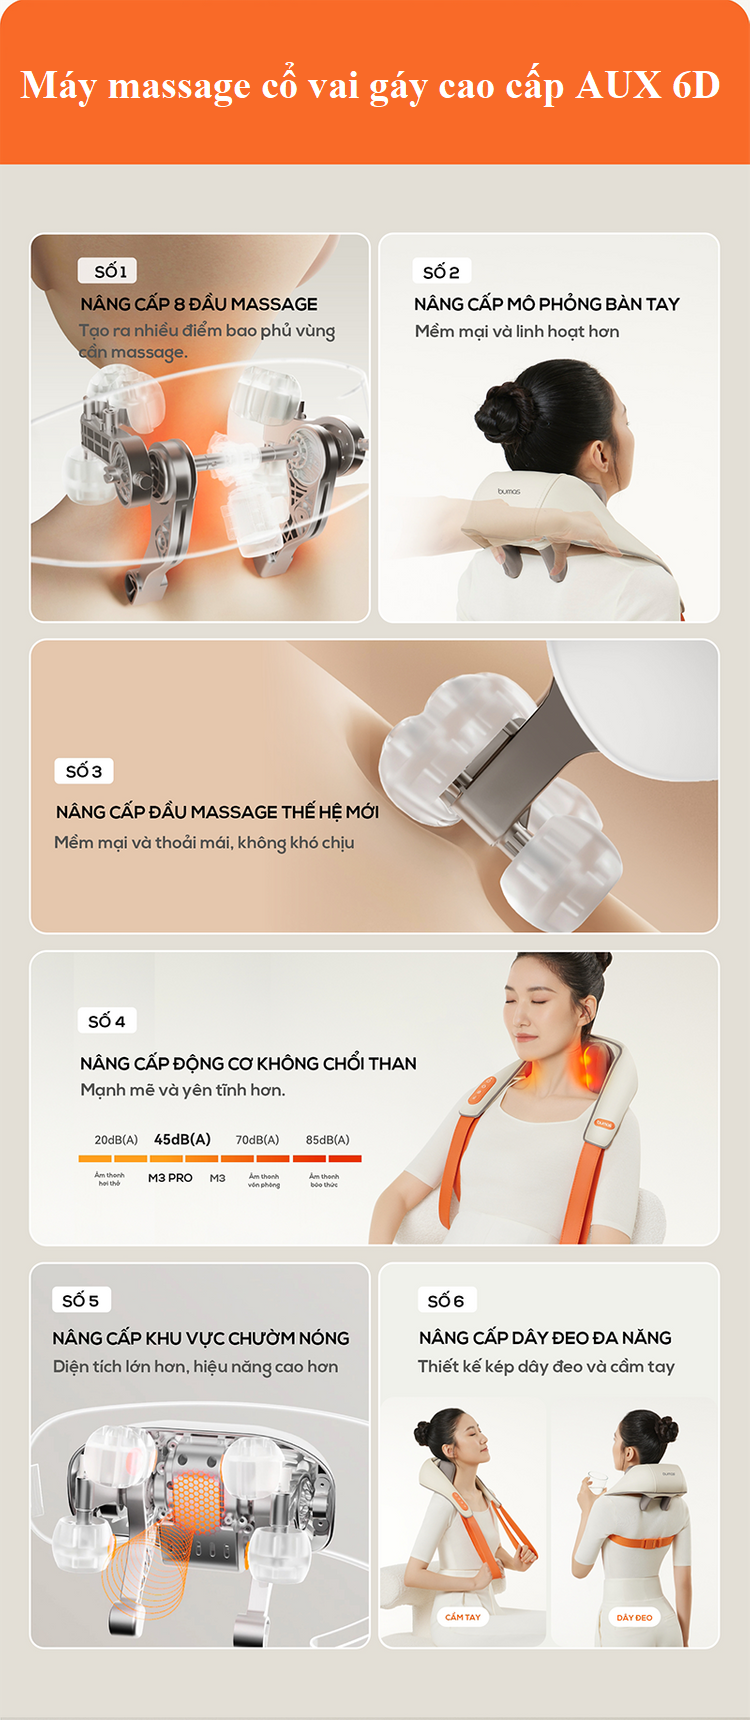 Máy massage cổ vai gáy cao cấp AUX 6D
SỐ 1
NÂNG CẤP 8 ĐẦU MASSAGE
Tạo ra nhiều điểm bao phủ vùng
cần massage.
SỐ 2
NÂNG CẤP MÔ PHỎNG BÀN TAY
Mềm mại và linh hoạt hơn
bumas
SỐ 3
NÂNG CẤP ĐẦU MASSAGE THẾ HỆ MỚI
Mềm mại và thoải mái, không khó chịu
SỐ 4
NÂNG CẤP ĐỘNG CƠ KHÔNG CHỔI THAN
Mạnh mẽ và yên tĩnh hơn.
20dB(A) 45dB(A) 70dB(A) 85dB(A)
Âm thanh hơi thở
M3 PRO
M3
Âm thanh văn phòng
Âm thanh báo thức
bumas
SỐ 5
NÂNG CẤP KHU VỰC CHƯỜM NÓNG
Diện tích lớn hơn, hiệu năng cao hơn
SỐ 6
NÂNG CẤP DÂY ĐEO ĐA NĂNG
Thiết kế kép dây đeo và cầm tay
bumas
CẦM TAY
DÂY ĐEO